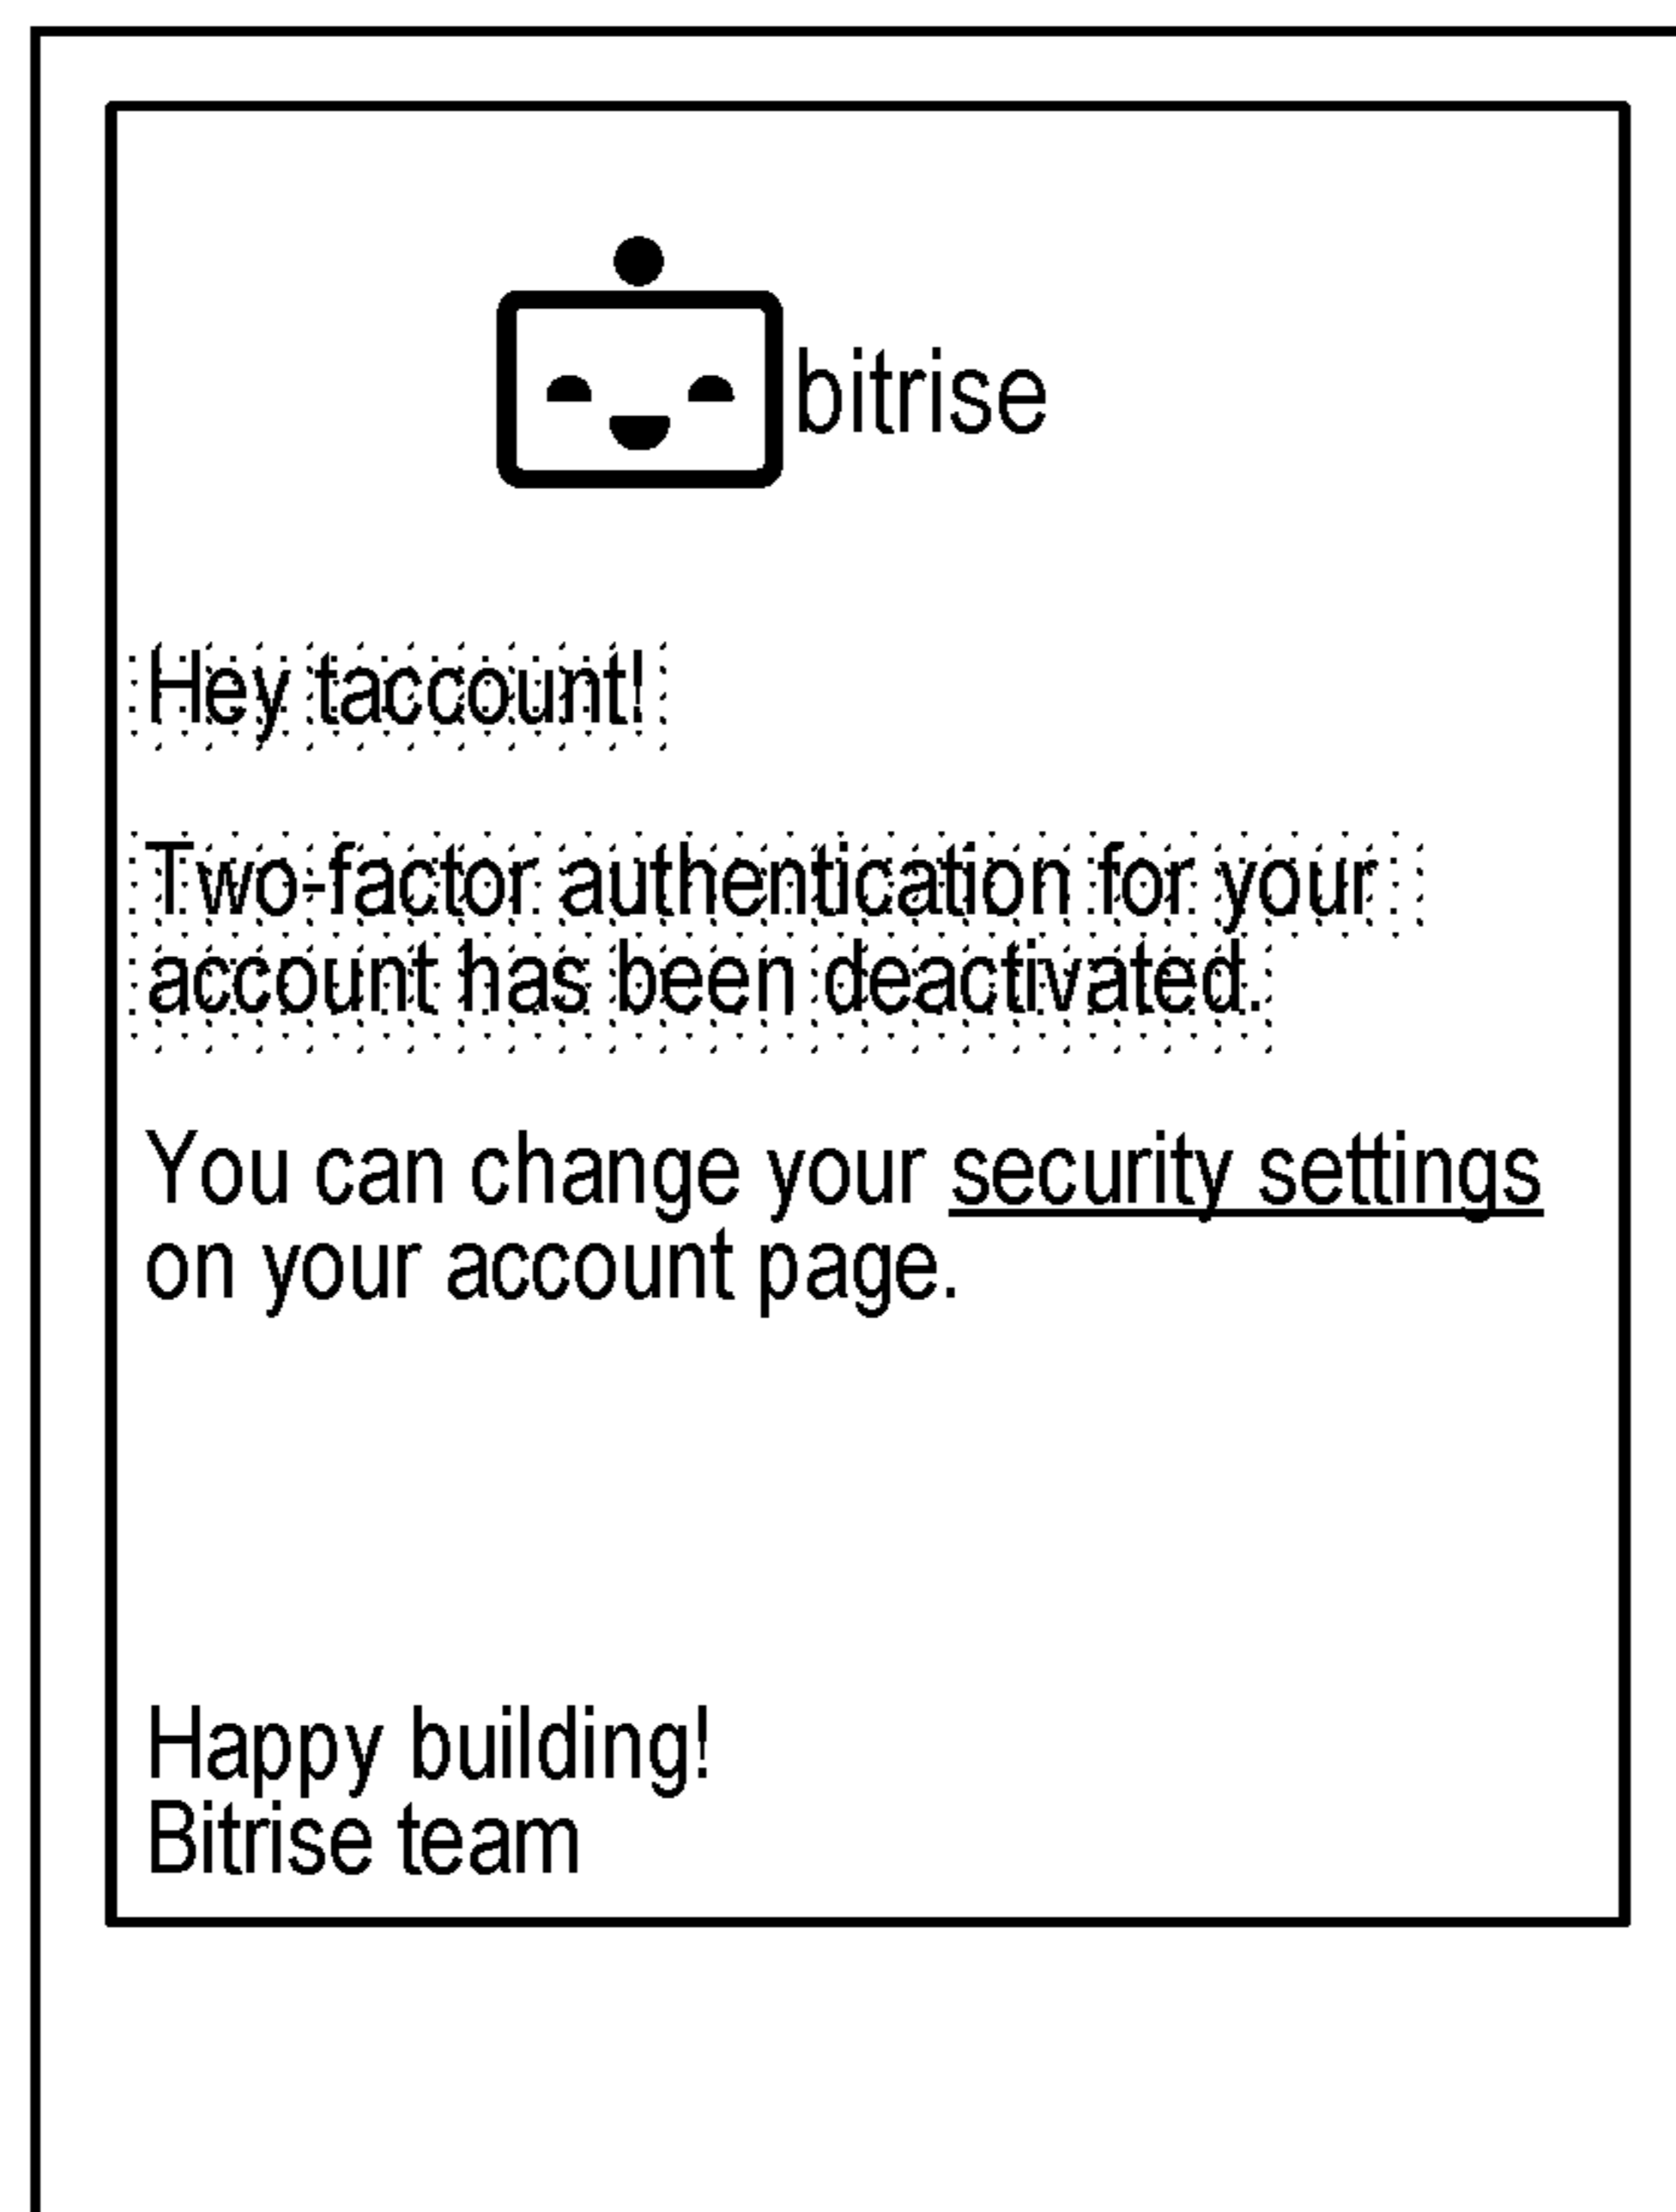 bitrise
Hey taccount!
Two-factor authentication for your
account has been deactivated.
You can change your security settings
on your account page.
Happy building!
Bitrise team